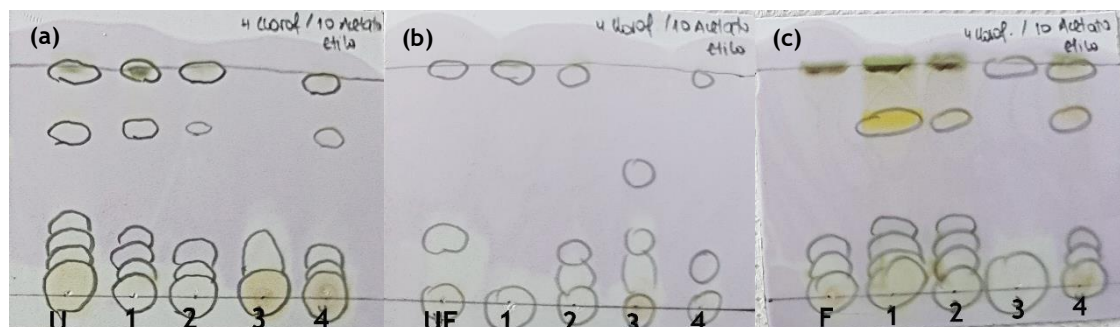 (a)
4 Clorof / 10 Acetato
etilo
U 1 2 3 4
(b)
4 Clorof / 10 Acetato
etilo
UF 1 2 3 4
(c)
4 Clorof. / 10 Acetato
etilo
F 1 2 3 4